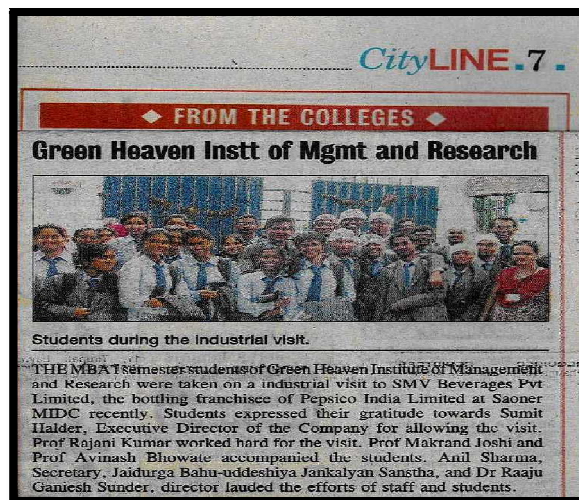 CityLINE.7.
FROM THE COLLEGES
Green Heaven Instt of Mgmt and Research
Students during the industrial visit.
THE MBA I semester students of Green Heaven Institute of Management
and Research were taken on a industrial visit to SMV Beverages Pvt
Limited, the bottling franchisee of Pepsico India Limited at Saoner
MIDC recently. Students expressed their gratitude towards Sumit
Halder, Executive Director of the Company for allowing the visit.
Prof Rajani Kumar worked hard for the visit. Prof Makrand Joshi and
Prof Avinash Bhowate accompanied the students. Anil Sharma,
Secretary, Jaidurga Bahu-uddeshiya Jankalyan Sanstha, and Dr Raaju
Ganiesh Sunder, director lauded the efforts of staff and students.